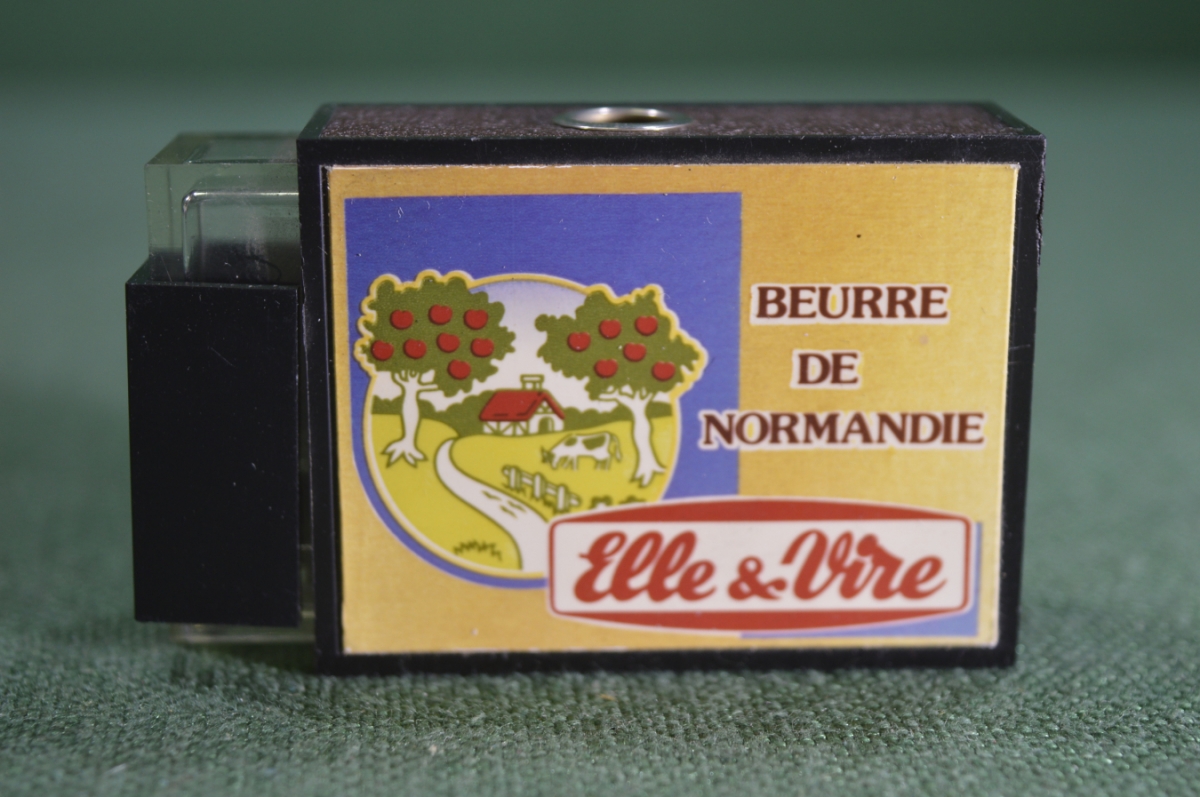 BEURRE
DE
NORMANDIE
Elle & Vire